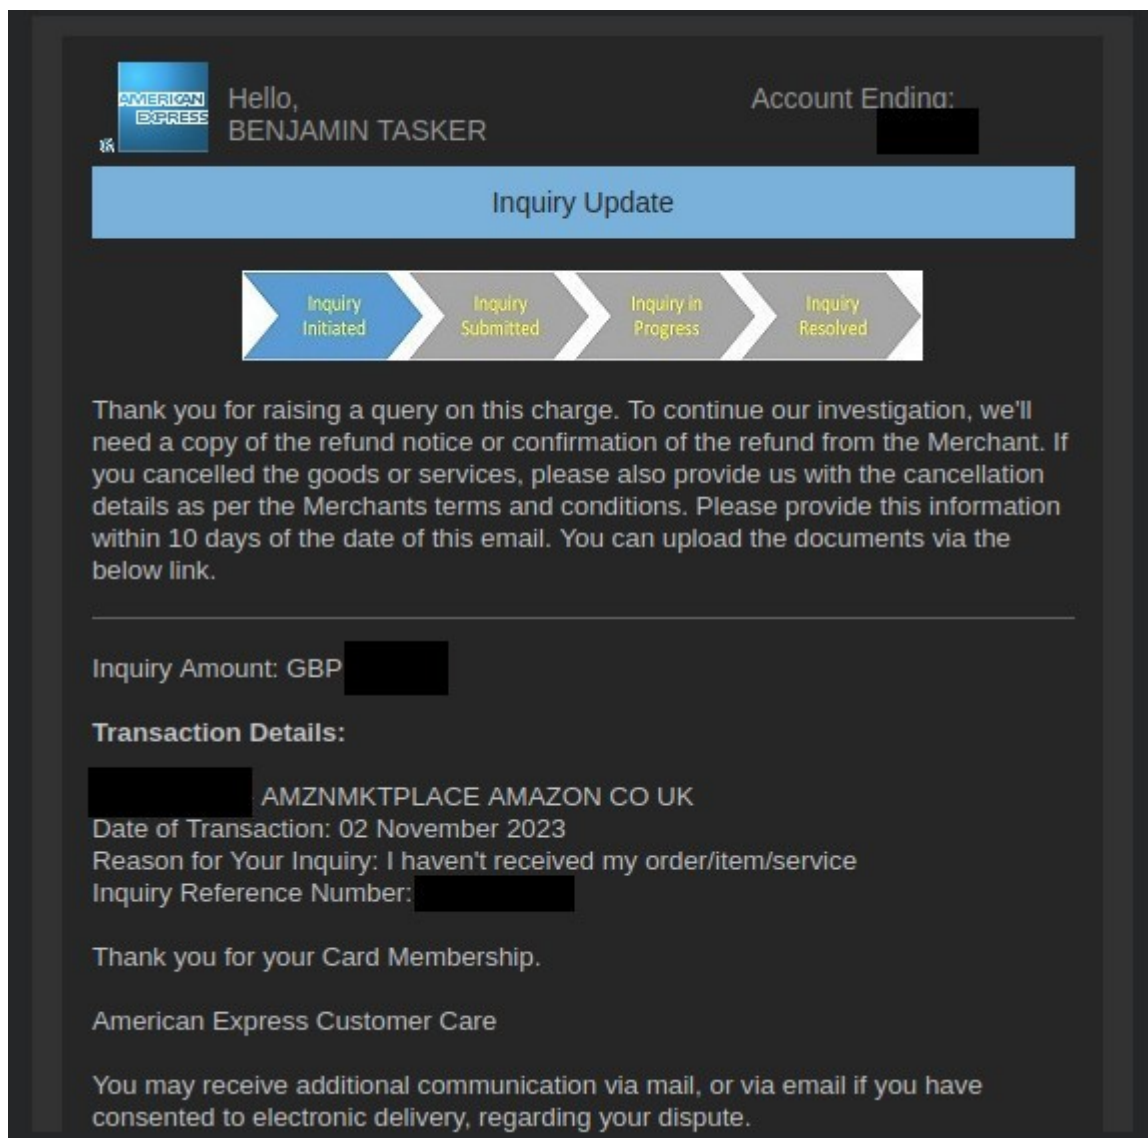 AMERICAN
EXPRESS
Hello,
BENJAMIN TASKER
Account Ending:
Inquiry Update
Inquiry
Initiated
Inquiry
Submitted
Inquiry in
Progress
Inquiry
Resolved
Thank you for raising a query on this charge. To continue our investigation, we'll
need a copy of the refund notice or confirmation of the refund from the Merchant. If
you cancelled the goods or services, please also provide us with the cancellation
details as per the Merchants terms and conditions. Please provide this information
within 10 days of the date of this email. You can upload the documents via the
below link.
Inquiry Amount: GBP
Transaction Details:
AMZNMKTPLACE AMAZON CO UK
Date of Transaction: 02 November 2023
Reason for Your Inquiry: I haven't received my order/item/service
Inquiry Reference Number:
Thank you for your Card Membership.
American Express Customer Care
You may receive additional communication via mail, or via email if you have
consented to electronic delivery, regarding your dispute.